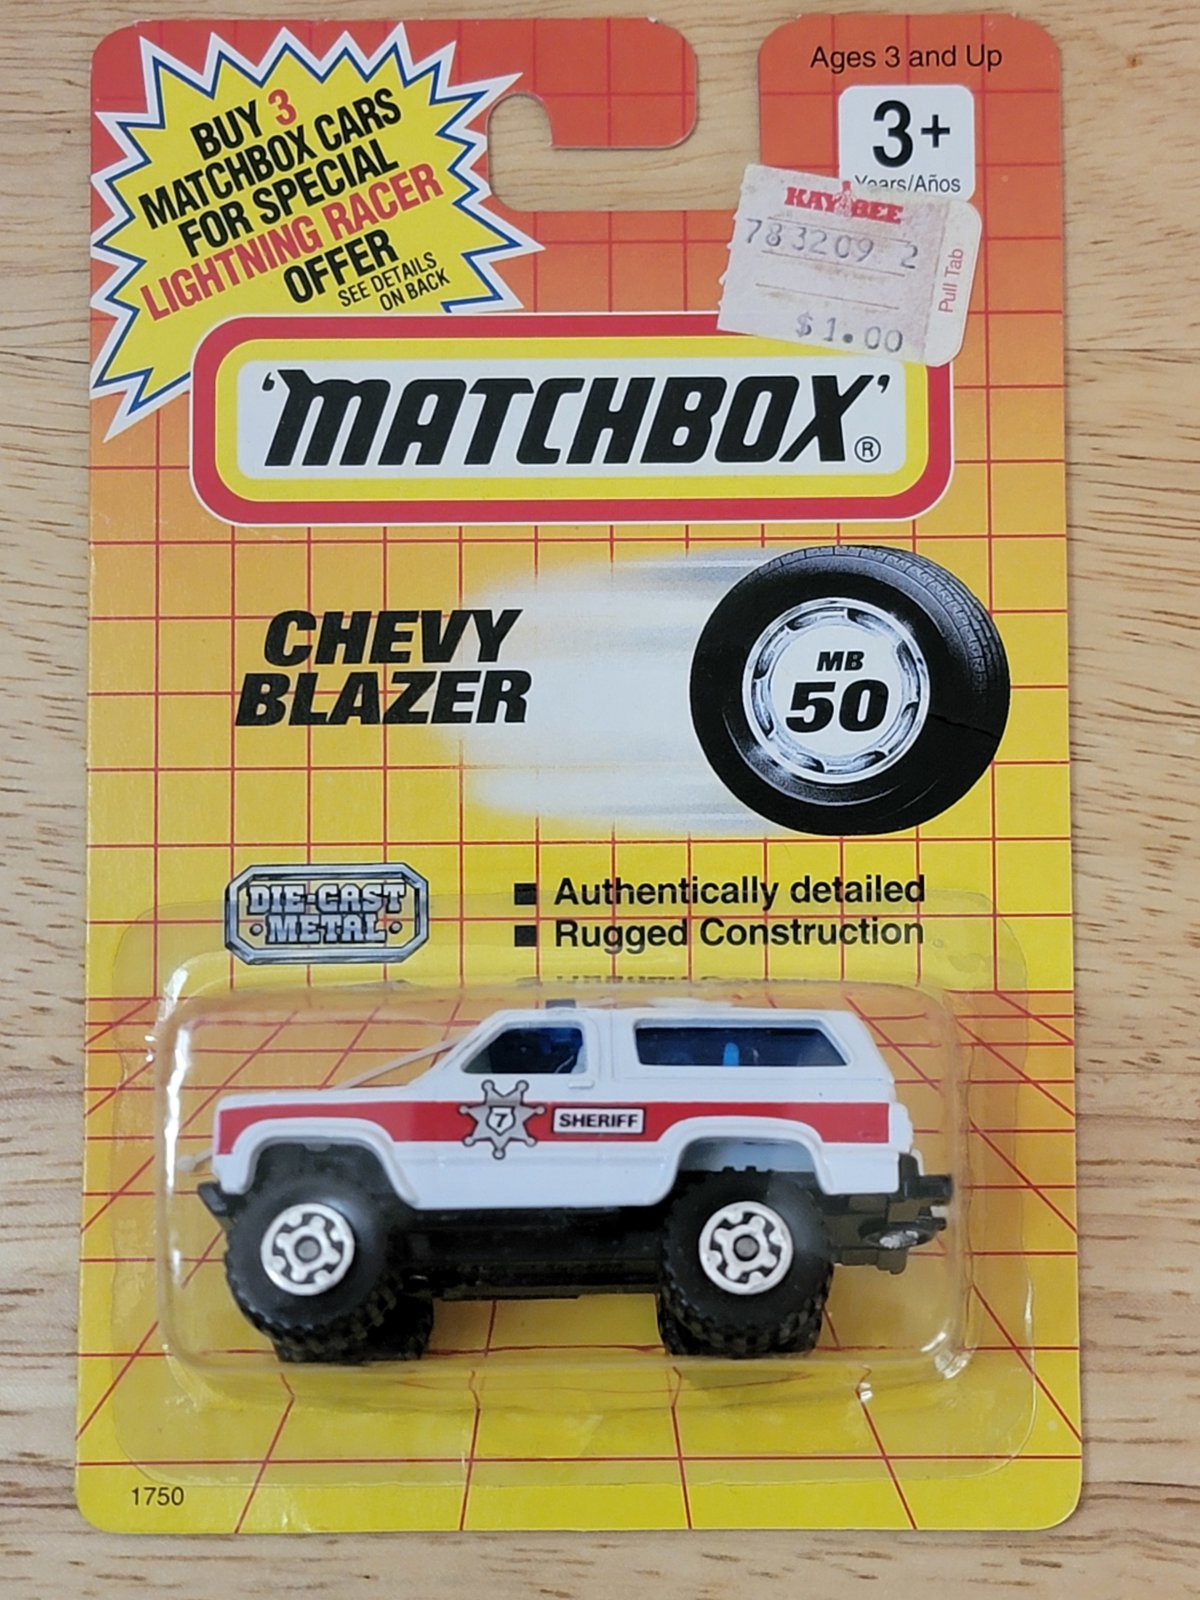 BUY 3
MATCHBOX CARS
FOR SPECIAL
LIGHTNING RACER
OFFER
SEE DETAILS
ON BACK
Ages 3 and Up
3+
Years/Años
KAY BEE
783209 2
$1.00
Pull Tab
'MATCHBOX'®
CHEVY
BLAZER
MB
50
DIE-CAST
METAL
■ Authentically detailed
■ Rugged Construction
7
SHERIFF
1750